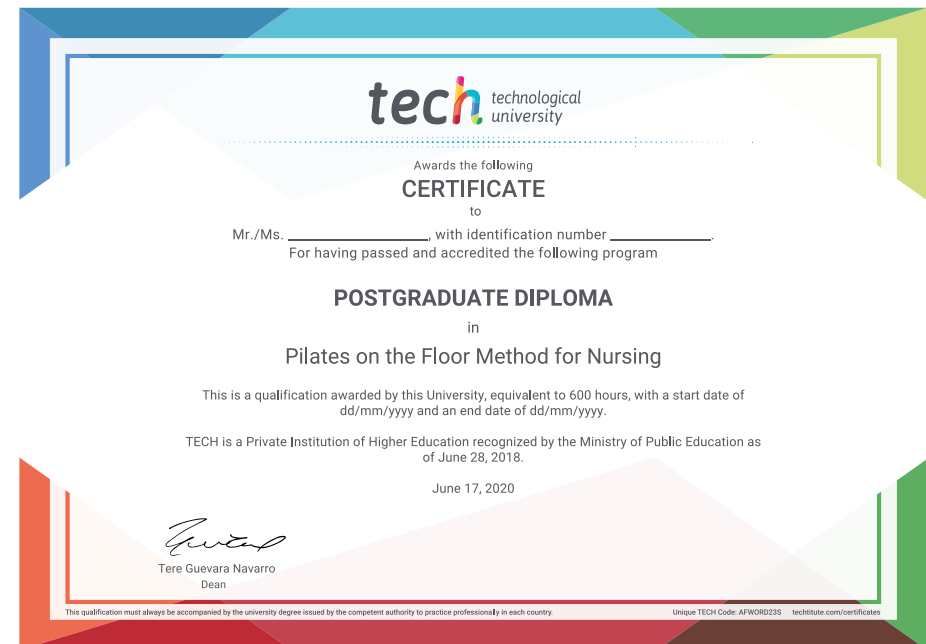 tech technological
university
Awards the following
CERTIFICATE
to
Mr./Ms. ____________________, with identification number ______________.
For having passed and accredited the following program
POSTGRADUATE DIPLOMA
in
Pilates on the Floor Method for Nursing
This is a qualification awarded by this University, equivalent to 600 hours, with a start date of
dd/mm/yyyy and an end date of dd/mm/yyyy.
TECH is a Private Institution of Higher Education recognized by the Ministry of Public Education as
of June 28, 2018.
June 17, 2020
Tere Guevara Navarro
Dean
This qualification must always be accompanied by the university degree issued by the competent authority to practice professionally in each country. Unique TECH Code: AFWORD23S techtitute.com/certificates